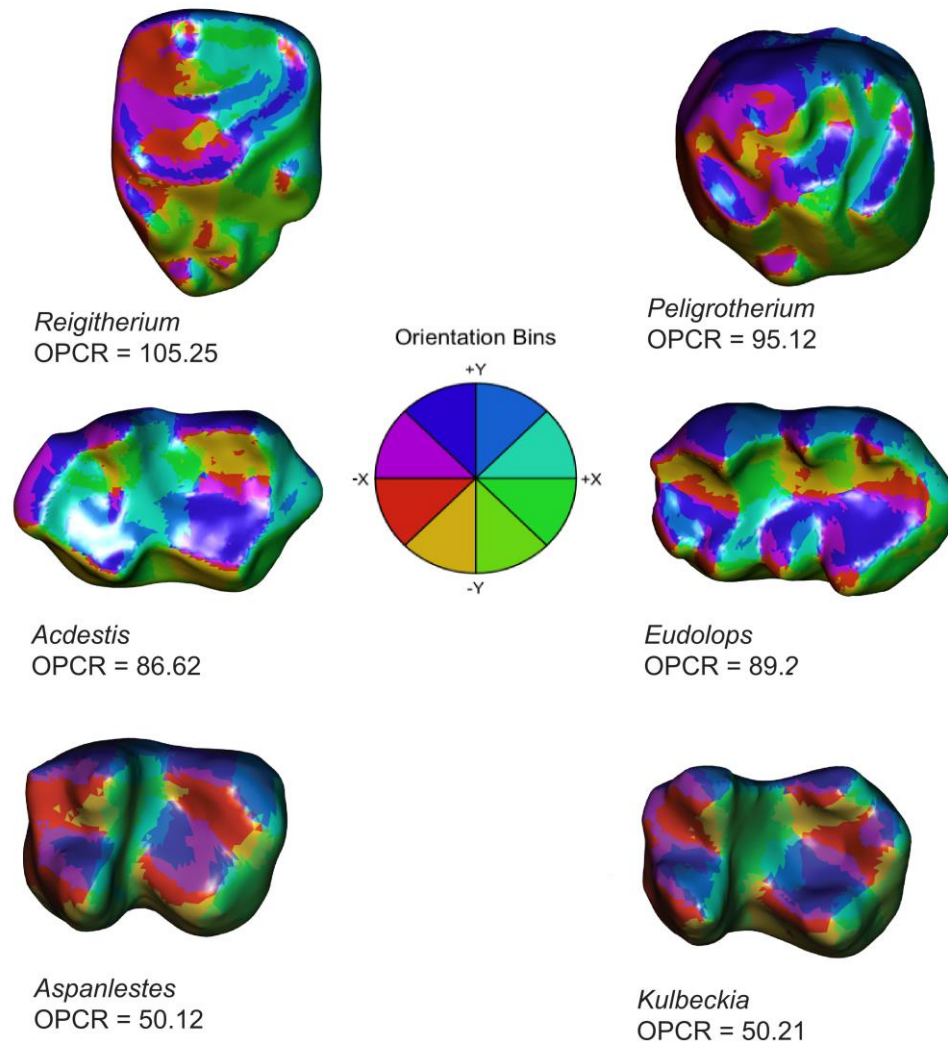 Reigitherium
OPCR = 105.25
Peligrotherium
OPCR = 95.12
Orientation Bins
+Y
-X
+X
-Y
Acdestis
OPCR = 86.62
Eudolops
OPCR = 89.2
Aspanlestes
OPCR = 50.12
Kulbeckia
OPCR = 50.21